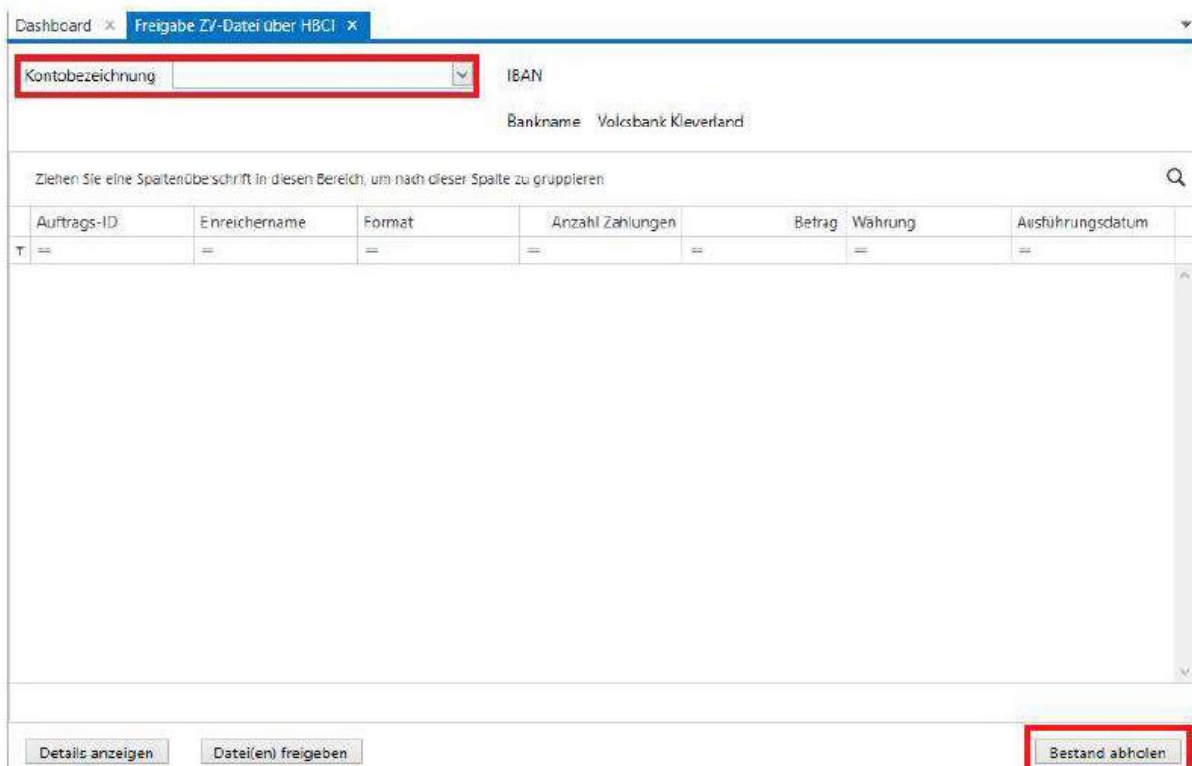 Dashboard × Freigabe ZV-Datei über HBCI ×
Kontobezeichnung IBAN
Bankname Volksbank Kleverland
Ziehen Sie eine Spaltenüberschrift in diesen Bereich, um nach dieser Spalte zu gruppieren
Auftrags-ID Einreichername Format Anzahl Zahlungen Betrag Währung Ausführungsdatum
= = = = = = =
Details anzeigen Datei(en) freigeben Bestand abholen